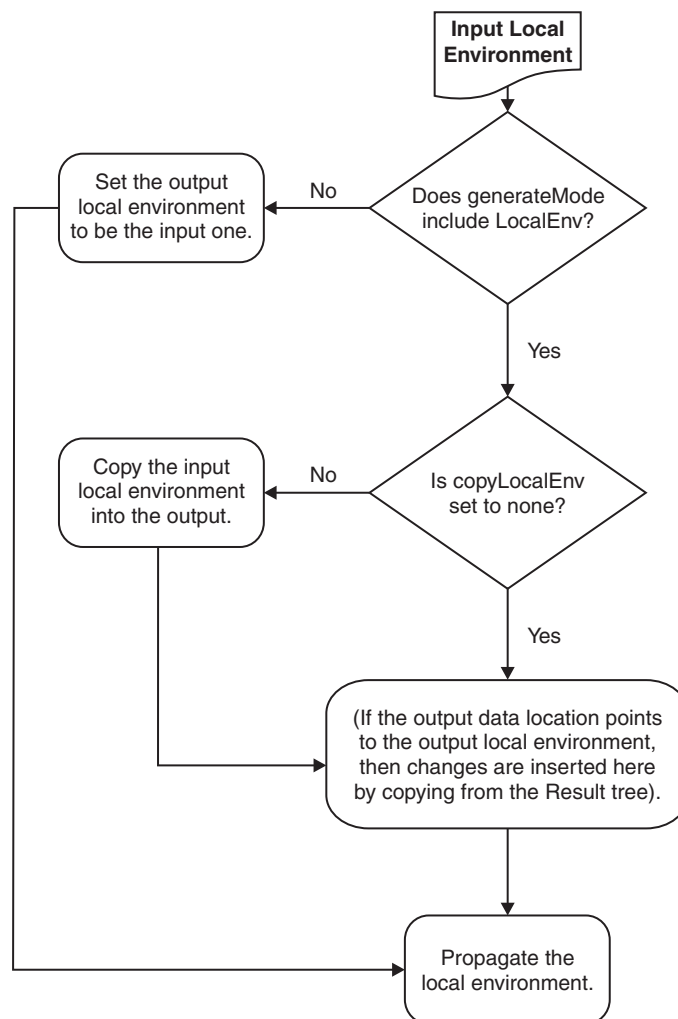 Input Local
Environment
Does generateMode
include LocalEnv?
No
Set the output
local environment
to be the input one.
Yes
Is copyLocalEnv
set to none?
No
Copy the input
local environment
into the output.
Yes
(If the output data location points
to the output local environment,
then changes are inserted here
by copying from the Result tree).
Propagate the
local environment.